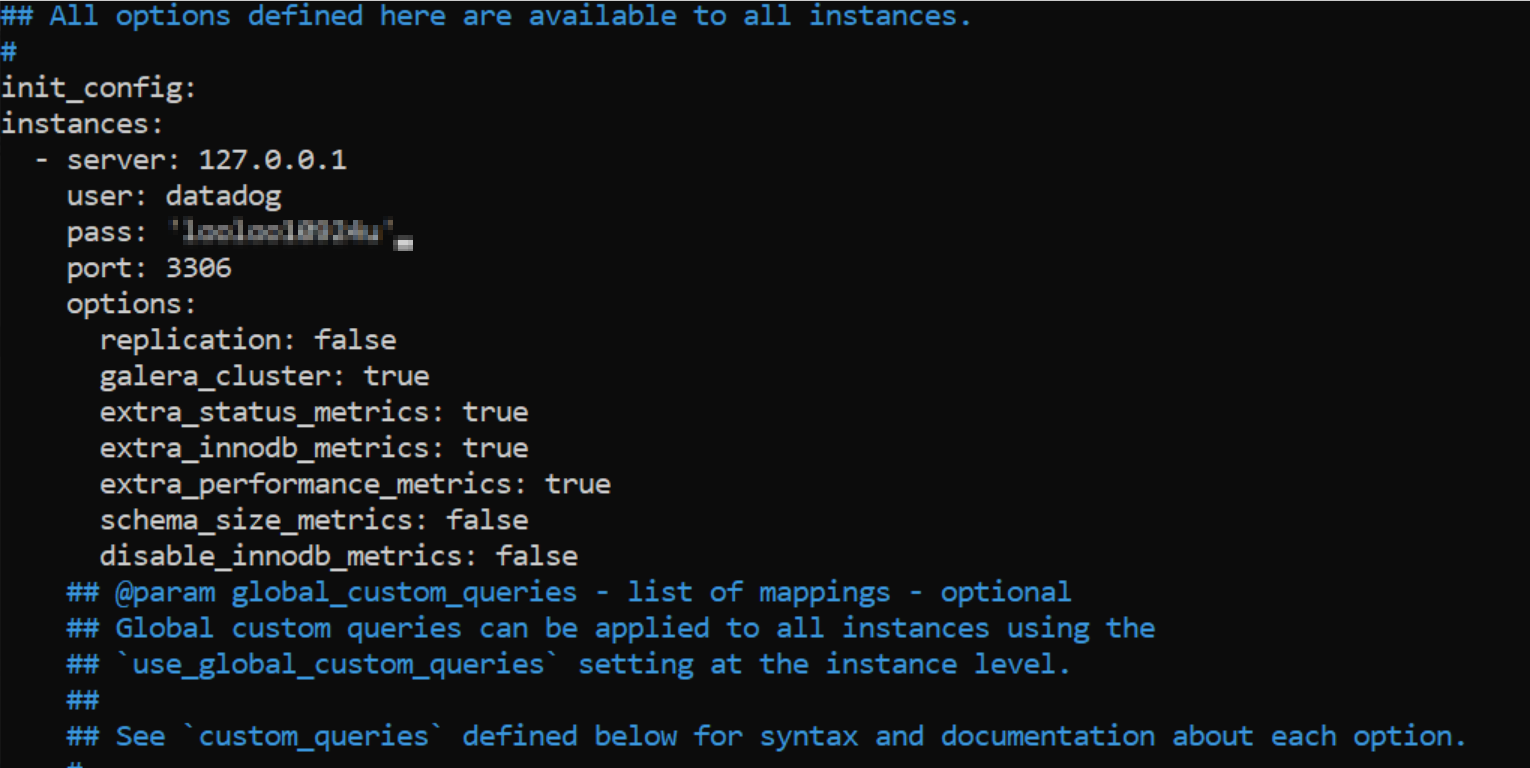 ## All options defined here are available to all instances.
#
init_config:
instances:
- server: 127.0.0.1
user: datadog
pass:
port: 3306
options:
replication: false
galera_cluster: true
extra_status_metrics: true
extra_innodb_metrics: true
extra_performance_metrics: true
schema_size_metrics: false
disable_innodb_metrics: false
## @param global_custom_queries - list of mappings - optional
## Global custom queries can be applied to all instances using the
## `use_global_custom_queries` setting at the instance level.
##
## See `custom_queries` defined below for syntax and documentation about each option.
#